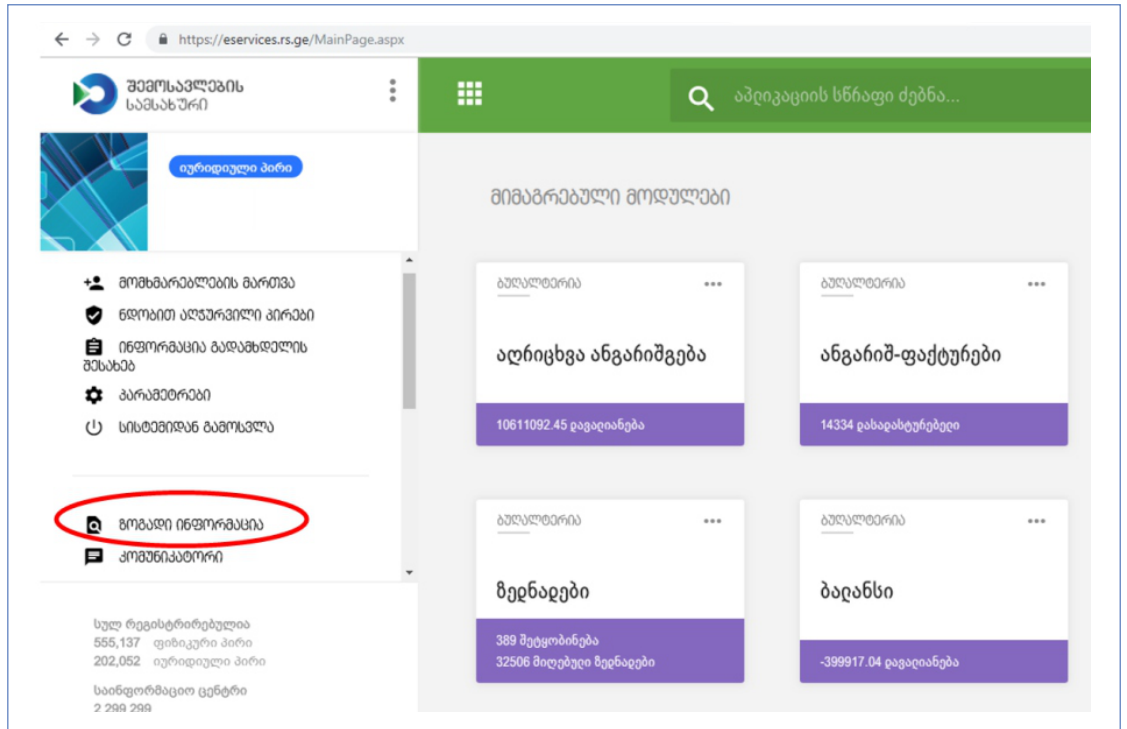 https://eservices.rs.ge/MainPage.aspx
შემოსავლების
სამსახური
აპლიკაციის სწრაფი ძებნა...
იურიდიული პირი
მომხმარებლების მართვა
ნდობით აღჭურვილი პირები
ინფორმაცია გადამხდელის
შესახებ
პარამეტრები
სისტემიდან გამოსვლა
ზოგადი ინფორმაცია
კომუნიკატორი
სულ რეგისტრირებულია
555,137 ფიზიკური პირი
202,052 იურიდიული პირი
საინფორმაციო ცენტრი
2 299 299
მიმაგრებული მოდულები
ბუღალტერია
აღრიცხვა ანგარიშგება
10611092.45 დავალიანება
ბუღალტერია
ანგარიშ-ფაქტურები
14334 დასადასტურებელი
ბუღალტერია
ზედნადები
389 შეტყობინება
32506 მიღებული ზედნადები
ბუღალტერია
ბალანსი
-399917.04 დავალიანება